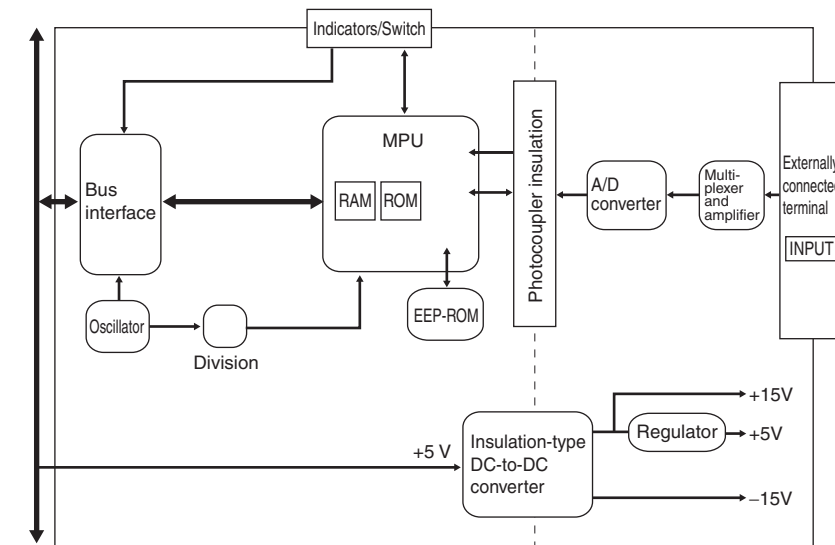 Indicators/Switch
MPU
RAM
ROM
Bus
interface
Photocoupler insulation
A/D
converter
Multi-
plexer
and
amplifier
Externally
connected
terminal
INPUT
Oscillator
Division
EEP-ROM
+5 V
Insulation-type
DC-to-DC
converter
Regulator
+15V
+5V
−15V